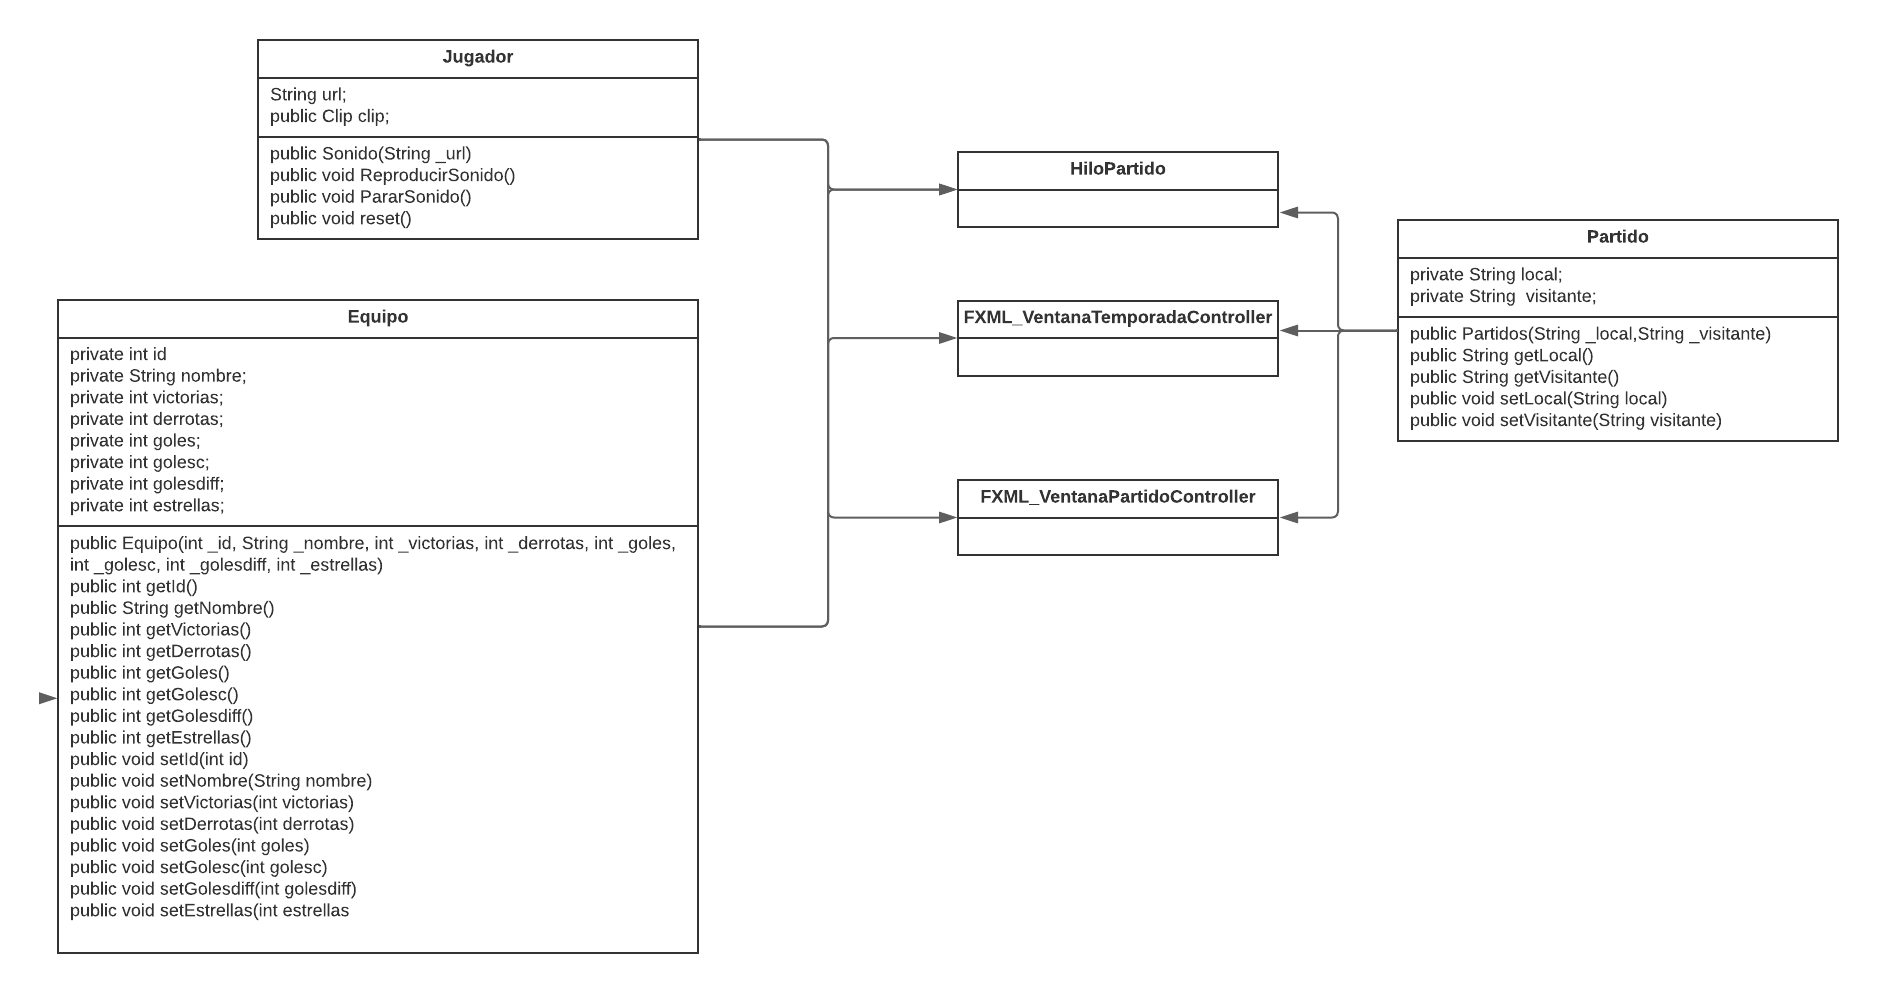 Jugador
String url;
public Clip clip;
public Sonido(String _url)
public void ReproducirSonido()
public void PararSonido()
public void reset()
Equipo
private int id
private String nombre;
private int victorias;
private int derrotas;
private int goles;
private int golesc;
private int golesdiff;
private int estrellas;
public Equipo(int _id, String _nombre, int _victorias, int _derrotas, int _goles,
int _golesc, int _golesdiff, int _estrellas)
public int getId()
public String getNombre()
public int getVictorias()
public int getDerrotas()
public int getGoles()
public int getGolesc()
public int getGolesdiff()
public int getEstrellas()
public void setId(int id)
public void setNombre(String nombre)
public void setVictorias(int victorias)
public void setDerrotas(int derrotas)
public void setGoles(int goles)
public void setGolesc(int golesc)
public void setGolesdiff(int golesdiff)
public void setEstrellas(int estrellas
HiloPartido
FXML_VentanaTemporadaController
FXML_VentanaPartidoController
Partido
private String local;
private String  visitante;
public Partidos(String _local,String _visitante)
public String getLocal()
public String getVisitante()
public void setLocal(String local)
public void setVisitante(String visitante)